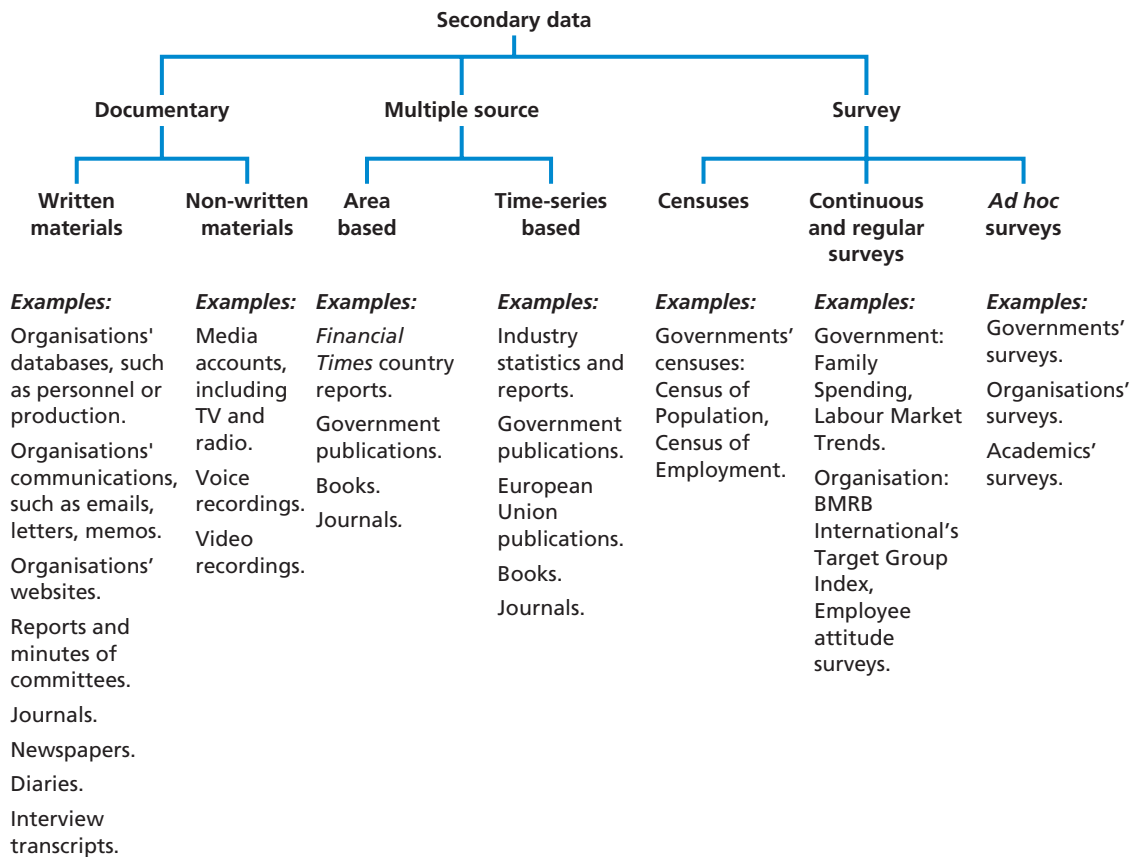 Secondary data
Documentary
Multiple source
Survey
Written
materials
Non-written
materials
Area
based
Time-series
based
Censuses
Continuous
and regular
surveys
Ad hoc
surveys
Examples:
Organisations'
databases, such
as personnel or
production.
Organisations'
communications,
such as emails,
letters, memos.
Organisations’
websites.
Reports and
minutes of
committees.
Journals.
Newspapers.
Diaries.
Interview
transcripts.
Examples:
Media
accounts,
including
TV and
radio.
Voice
recordings.
Video
recordings.
Examples:
Financial
Times country
reports.
Government
publications.
Books.
Journals.
Examples:
Industry
statistics and
reports.
Government
publications.
European
Union
publications.
Books.
Journals.
Examples:
Governments’
censuses:
Census of
Population,
Census of
Employment.
Examples:
Government:
Family
Spending,
Labour Market
Trends.
Organisation:
BMRB
International’s
Target Group
Index,
Employee
attitude
surveys.
Examples:
Governments’
surveys.
Organisations’
surveys.
Academics’
surveys.